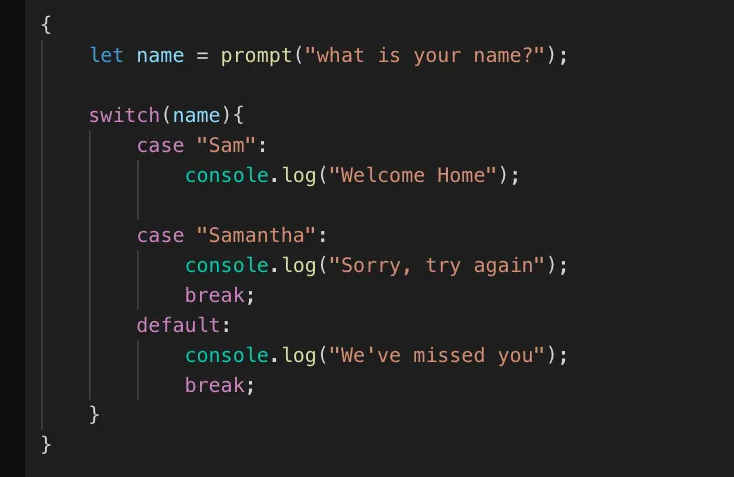 {
    let name = prompt("what is your name?");

    switch(name){
        case "Sam":
            console.log("Welcome Home");

        case "Samantha":
            console.log("Sorry, try again");
            break;
        default:
            console.log("We've missed you");
            break;
    }
}